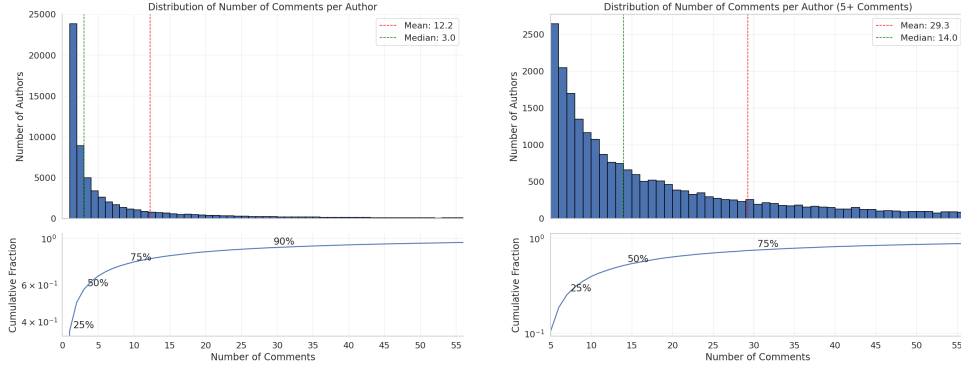 Distribution of Number of Comments per Author
25000
20000
15000
10000
5000
0
Number of Authors
Mean: 12.2
Median: 3.0
10⁰
6 × 10⁻¹
4 × 10⁻¹
Cumulative Fraction
25%
50%
75%
90%
0 5 10 15 20 25 30 35 40 45 50 55
Number of Comments
Distribution of Number of Comments per Author (5+ Comments)
2500
2000
1500
1000
500
0
Number of Authors
Mean: 29.3
Median: 14.0
10⁰
10⁻¹
Cumulative Fraction
25%
50%
75%
5 10 15 20 25 30 35 40 45 50 55
Number of Comments